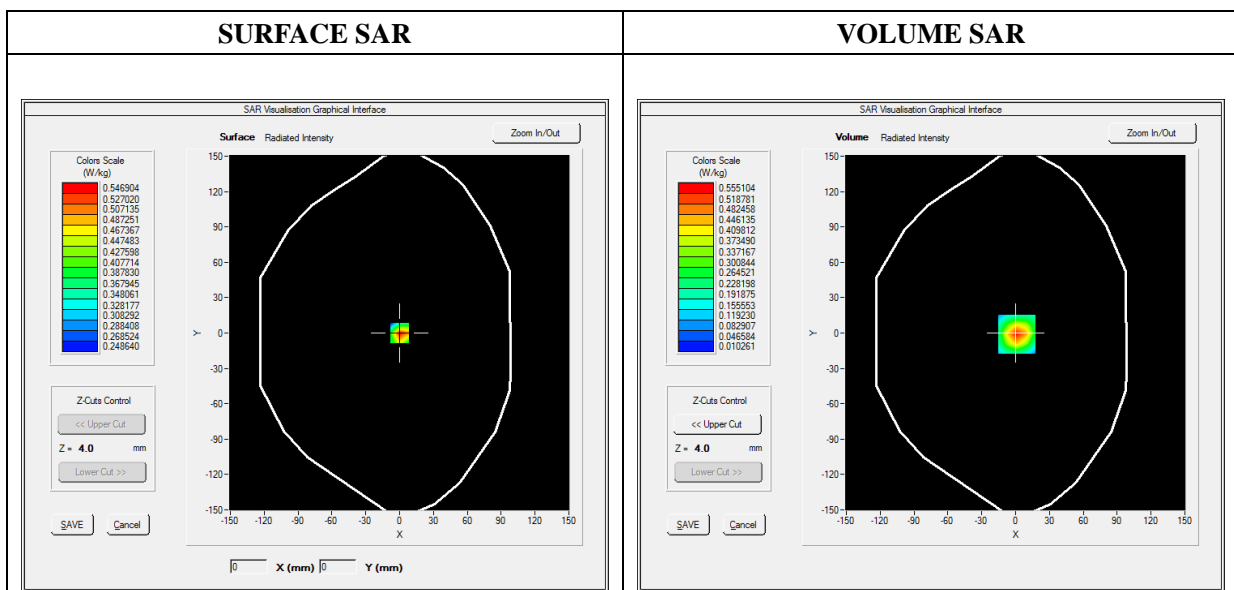 SURFACE SAR
VOLUME SAR
SAR Visualisation Graphical Interface
Surface Radiated Intensity
Zoom In/Out
Colors Scale
(W/kg)
0.546904
0.527020
0.507135
0.487251
0.467367
0.447483
0.427598
0.407714
0.387830
0.367945
0.348061
0.328177
0.308292
0.288408
0.268524
0.248640
150
120
90
60
30
0
-30
-60
-90
-120
-150
Y
-150 -120 -90 -60 -30 0 30 60 90 120 150
X
Z-Cuts Control
<< Upper Cut
Z = 4.0 mm
Lower Cut >>
SAVE Cancel
0 X (mm) 0 Y (mm)
SAR Visualisation Graphical Interface
Volume Radiated Intensity
Zoom In/Out
Colors Scale
(W/kg)
0.555104
0.518781
0.482458
0.446135
0.409812
0.373490
0.337167
0.300844
0.264521
0.228198
0.191875
0.155553
0.119230
0.082907
0.046584
0.010261
150
120
90
60
30
0
-30
-60
-90
-120
-150
Y
-150 -120 -90 -60 -30 0 30 60 90 120 150
X
Z-Cuts Control
<< Upper Cut
Z = 4.0 mm
Lower Cut >>
SAVE Cancel